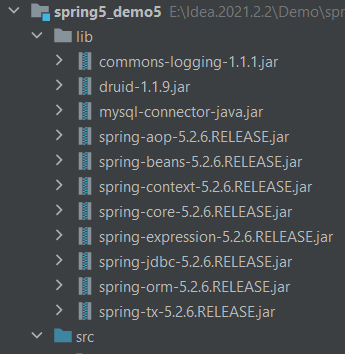 spring5_demo5 E:\Idea.2021.2.2\Demo\spr
lib
commons-logging-1.1.1.jar
druid-1.1.9.jar
mysql-connector-java.jar
spring-aop-5.2.6.RELEASE.jar
spring-beans-5.2.6.RELEASE.jar
spring-context-5.2.6.RELEASE.jar
spring-core-5.2.6.RELEASE.jar
spring-expression-5.2.6.RELEASE.jar
spring-jdbc-5.2.6.RELEASE.jar
spring-orm-5.2.6.RELEASE.jar
spring-tx-5.2.6.RELEASE.jar
src